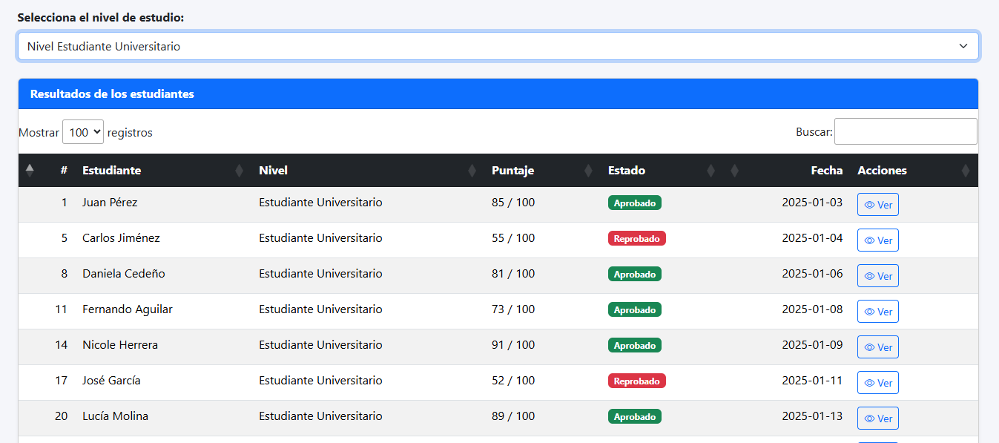 Selecciona el nivel de estudio:
Nivel Estudiante Universitario
Resultados de los estudiantes
Mostrar 100 registros
Buscar:
# Estudiante Nivel Puntaje Estado Fecha Acciones
1 Juan Pérez Estudiante Universitario 85 / 100 Aprobado 2025-01-03 Ver
5 Carlos Jiménez Estudiante Universitario 55 / 100 Reprobado 2025-01-04 Ver
8 Daniela Cedeño Estudiante Universitario 81 / 100 Aprobado 2025-01-06 Ver
11 Fernando Aguilar Estudiante Universitario 73 / 100 Aprobado 2025-01-08 Ver
14 Nicole Herrera Estudiante Universitario 91 / 100 Aprobado 2025-01-09 Ver
17 José García Estudiante Universitario 52 / 100 Reprobado 2025-01-11 Ver
20 Lucía Molina Estudiante Universitario 89 / 100 Aprobado 2025-01-13 Ver